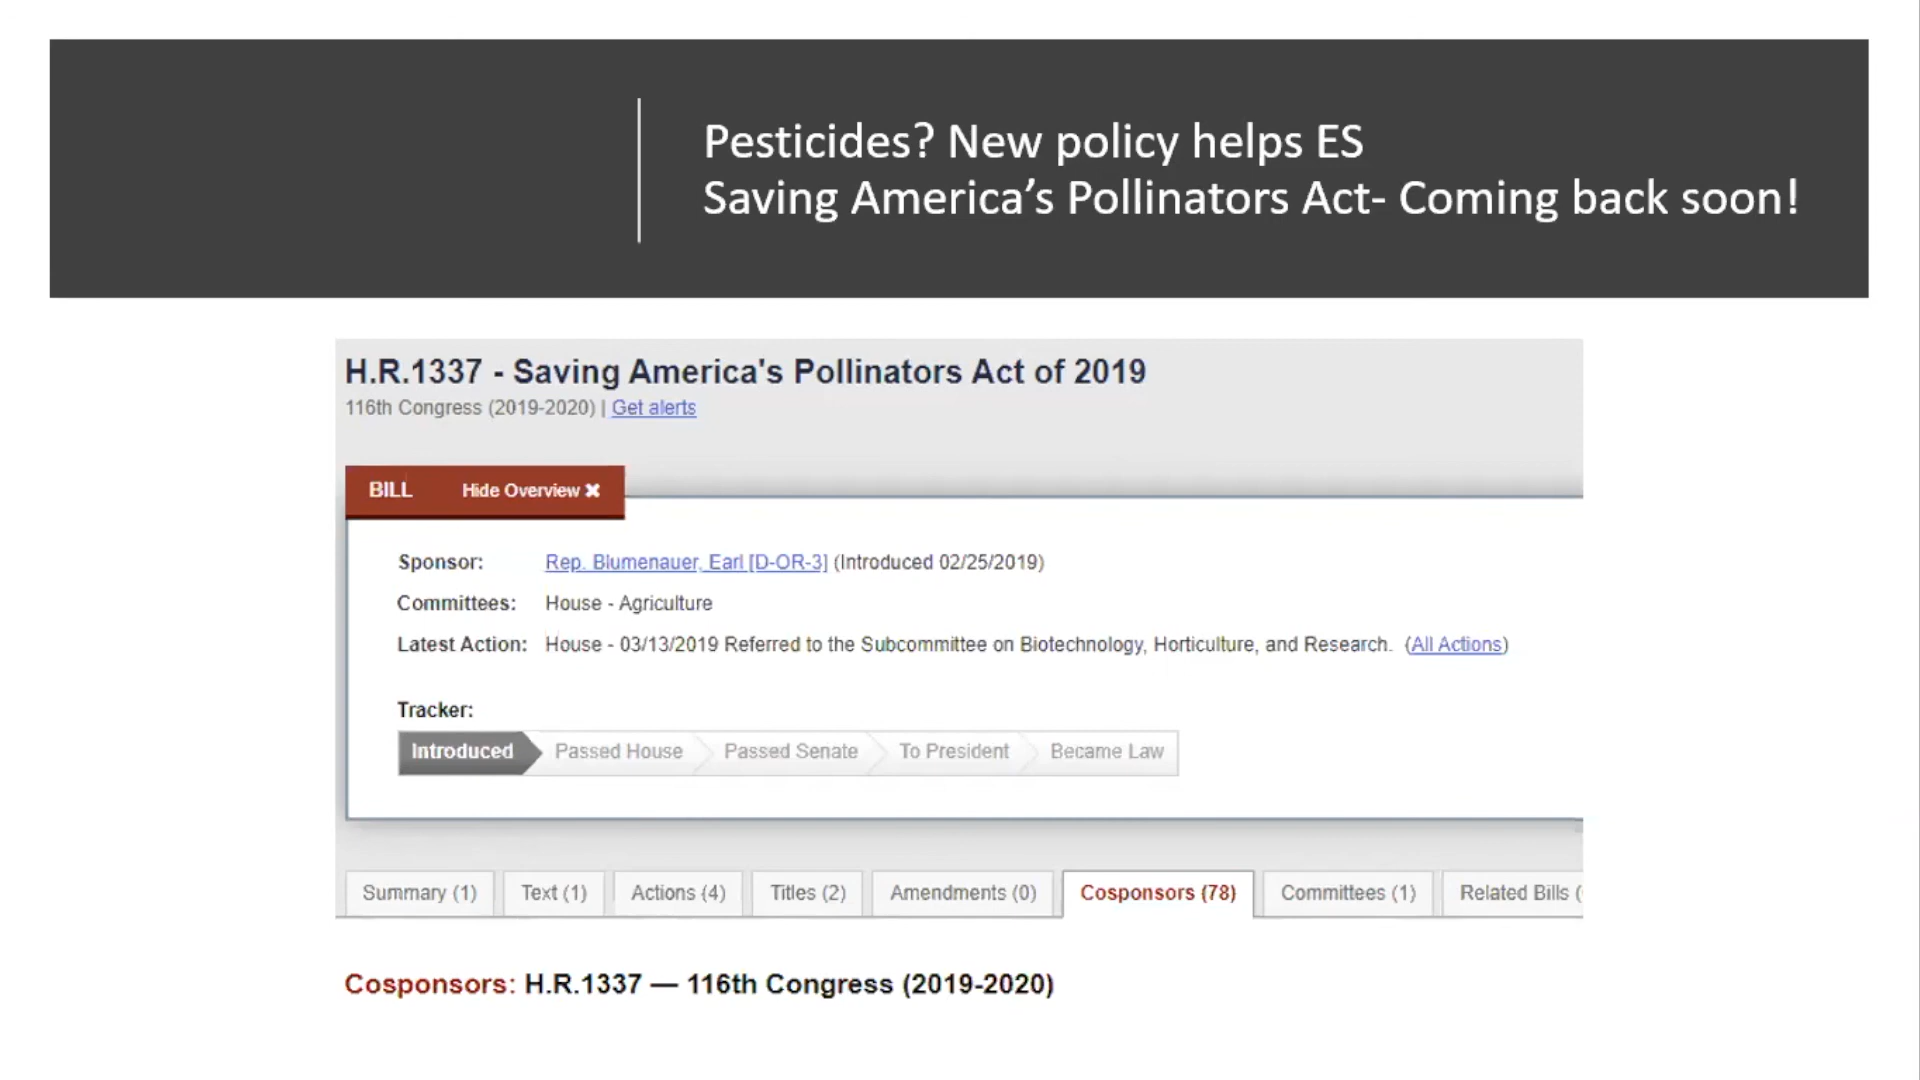 Pesticides? New policy helps ES
Saving America’s Pollinators Act- Coming back soon!
H.R.1337 - Saving America's Pollinators Act of 2019
116th Congress (2019-2020) | Get alerts
BILL Hide Overview ✖
Sponsor: Rep. Blumenauer, Earl [D-OR-3] (Introduced 02/25/2019)
Committees: House - Agriculture
Latest Action: House - 03/13/2019 Referred to the Subcommittee on Biotechnology, Horticulture, and Research. (All Actions)
Tracker:
Introduced Passed House Passed Senate To President Became Law
Summary (1) Text (1) Actions (4) Titles (2) Amendments (0) Cosponsors (78) Committees (1) Related Bills (
Cosponsors: H.R.1337 — 116th Congress (2019-2020)